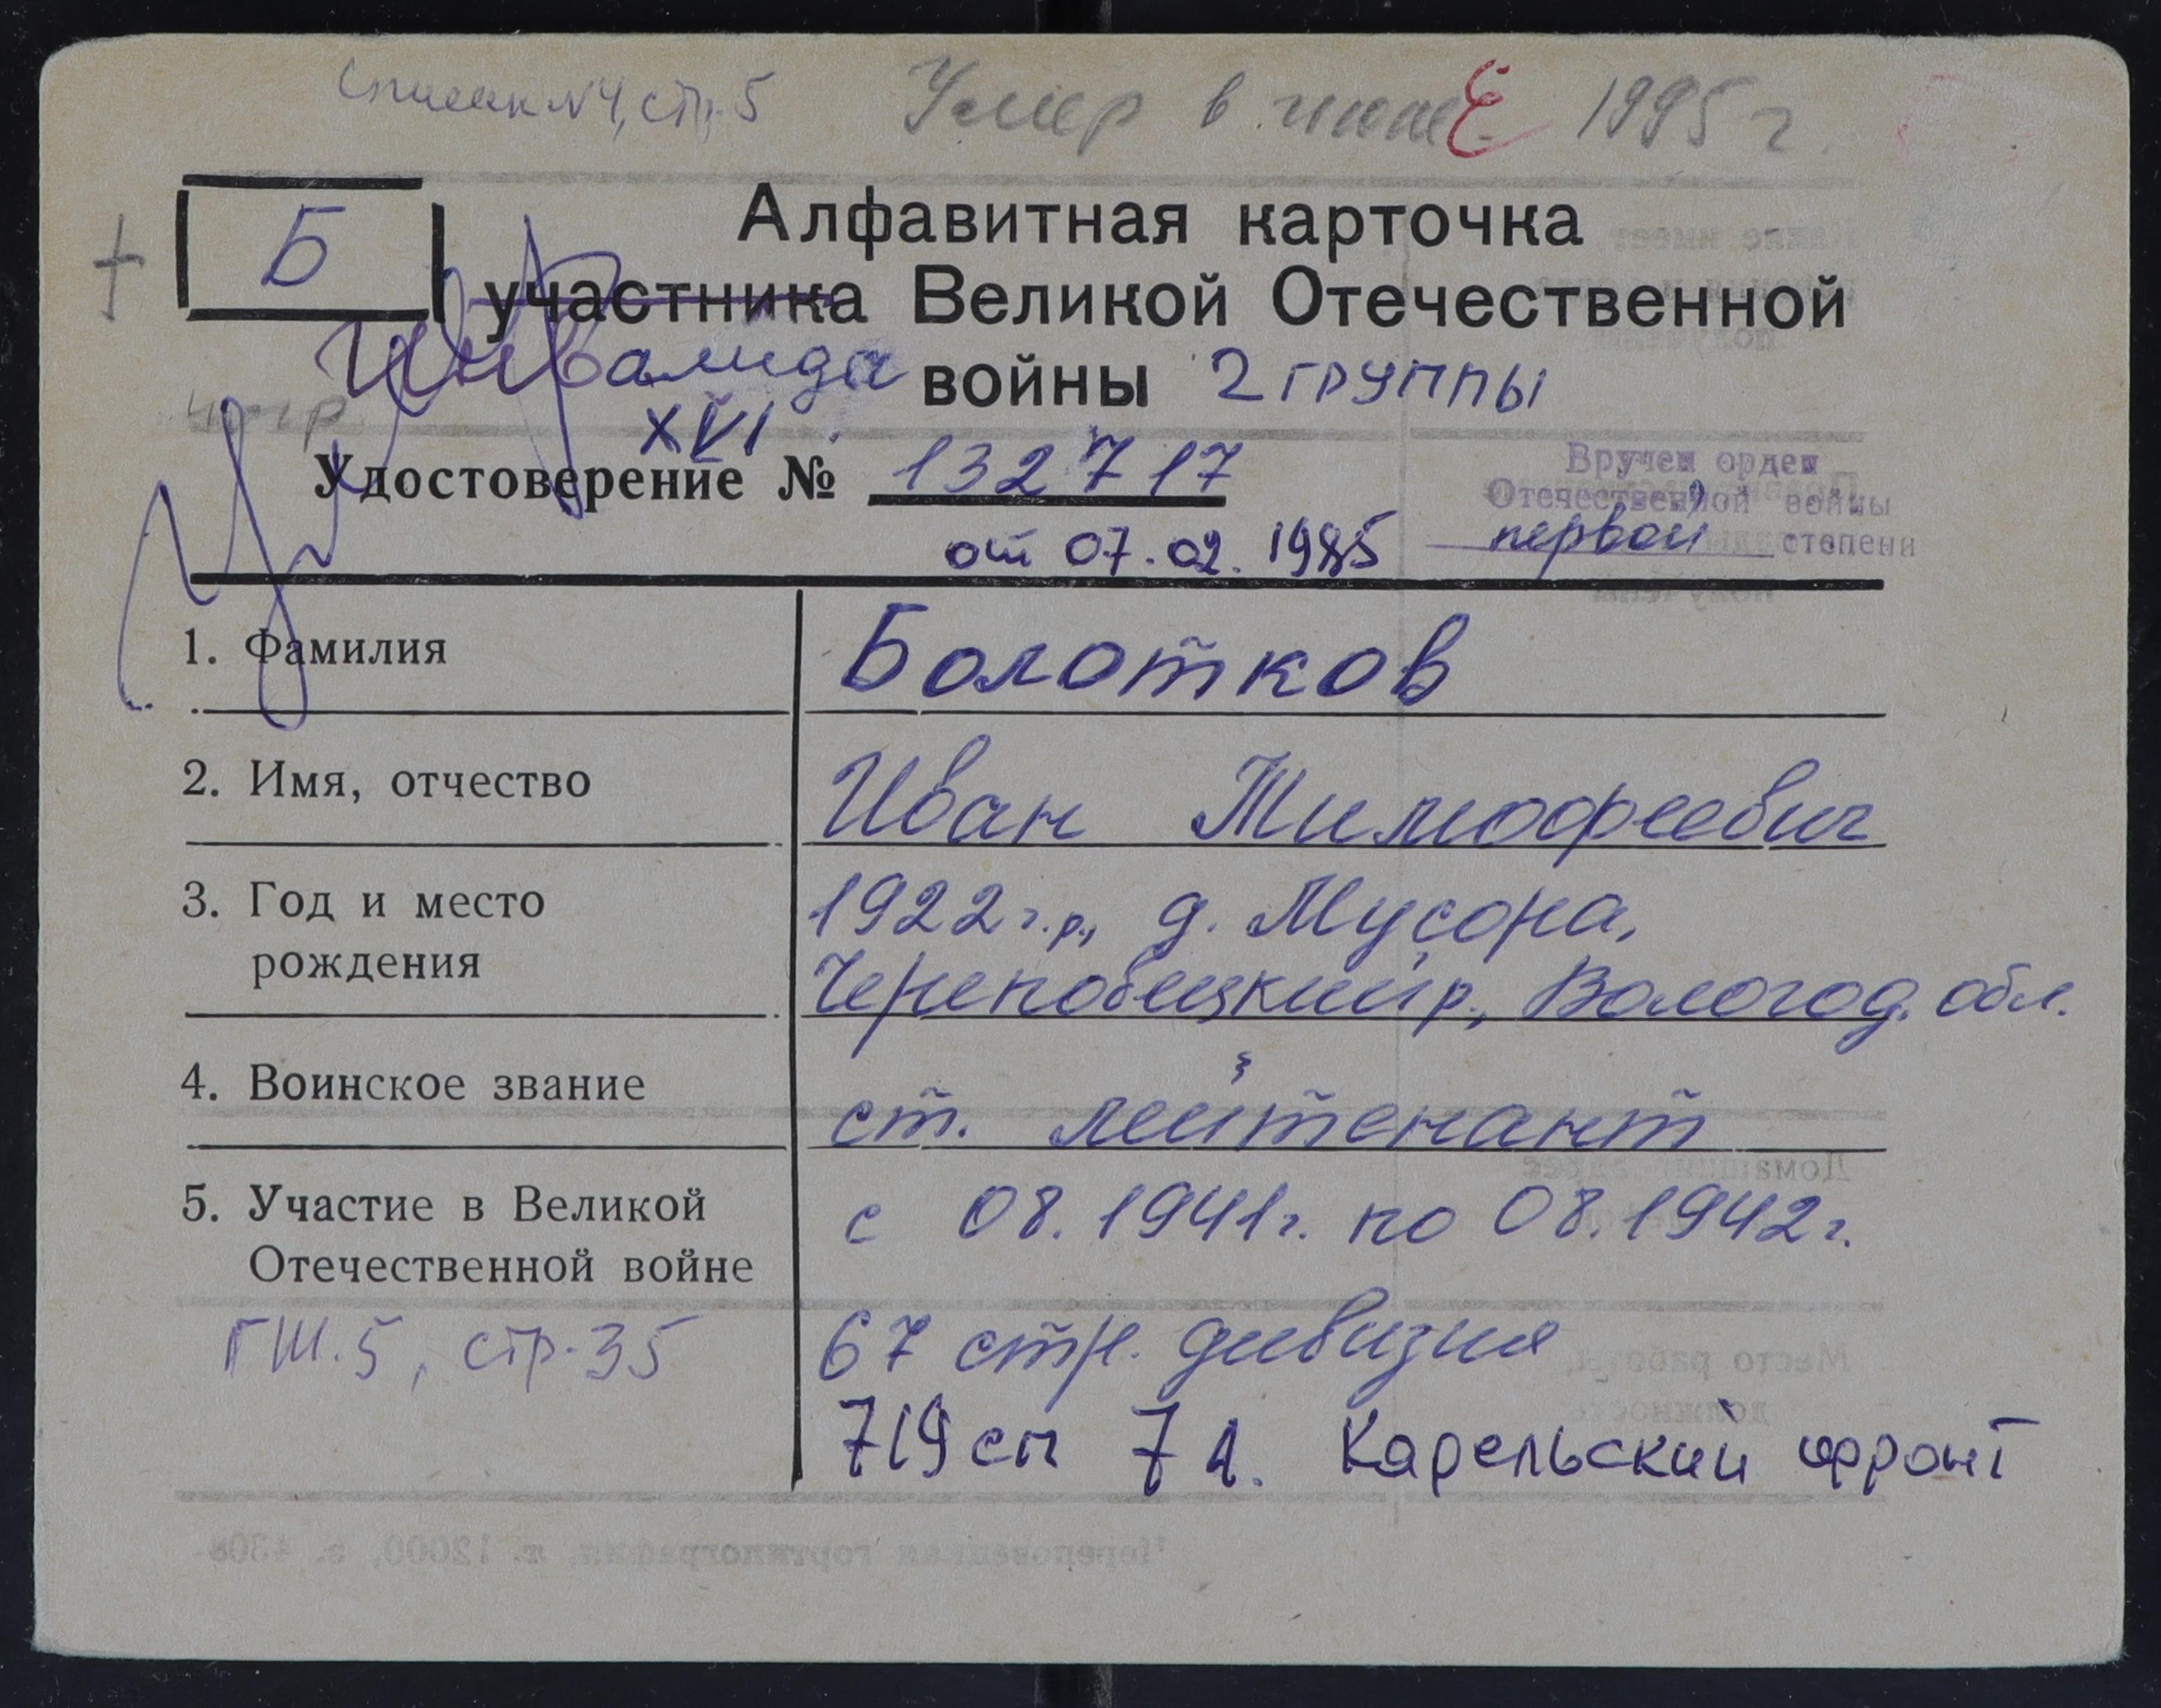 список №4, стр. 5 Умер в июне 1995 г.
Б
Алфавитная карточка
участника Великой Отечественной
инвалида войны 2 группы
XVI
Удостоверение № 132717
от 07.02.1985
Вручен орден
Отечественной войны
первой степени
1. Фамилия Болотков
2. Имя, отчество Иван Тимофеевич
3. Год и место 1922 г.р., д. Мусора,
рождения Череповецкий р., Вологод. обл.
4. Воинское звание ст. лейтенант
5. Участие в Великой с 08.1941г. по 08.1942г.
Отечественной войне
ГШ.5, стр. 35 67 стр. дивизия
719 сп 7 А. Карельский фронт